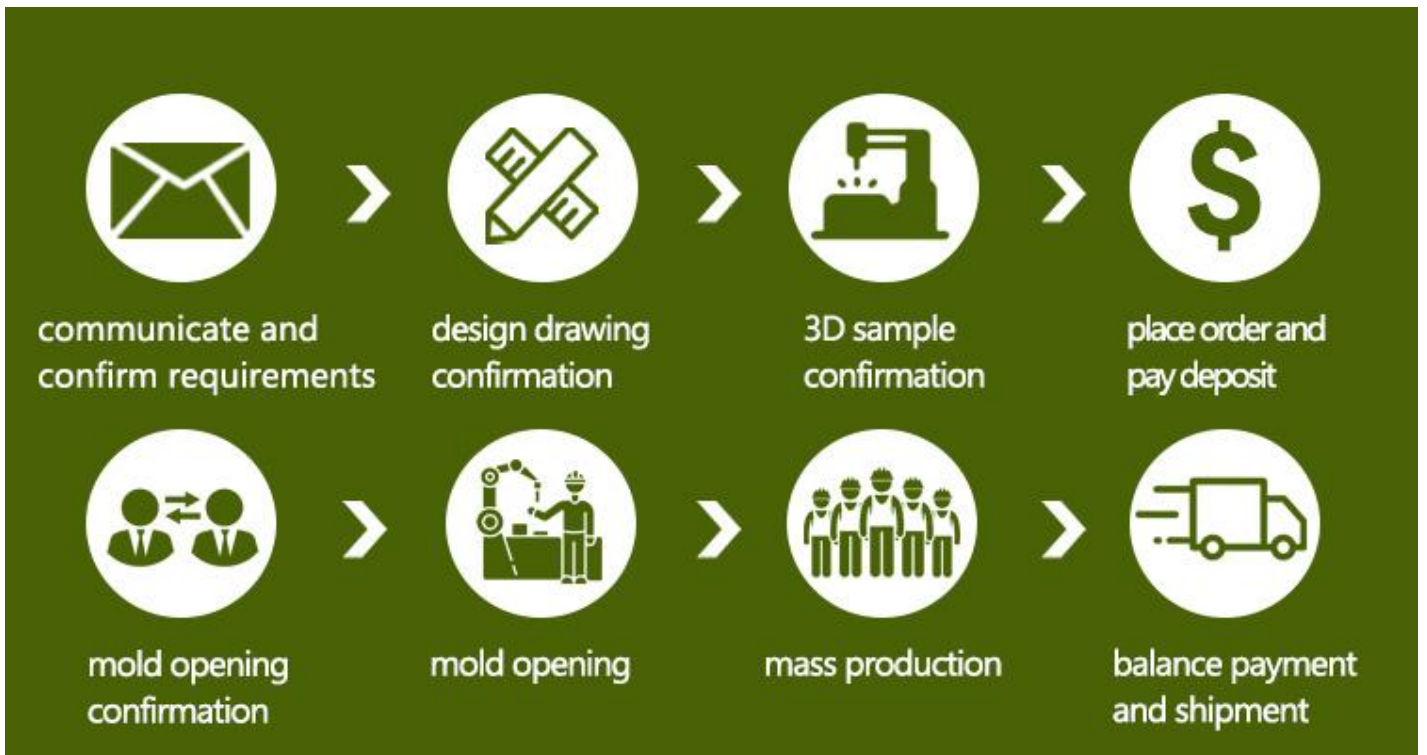 communicate and
confirm requirements
design drawing
confirmation
3D sample
confirmation
place order and
pay deposit
mold opening
confirmation
mold opening
mass production
balance payment
and shipment